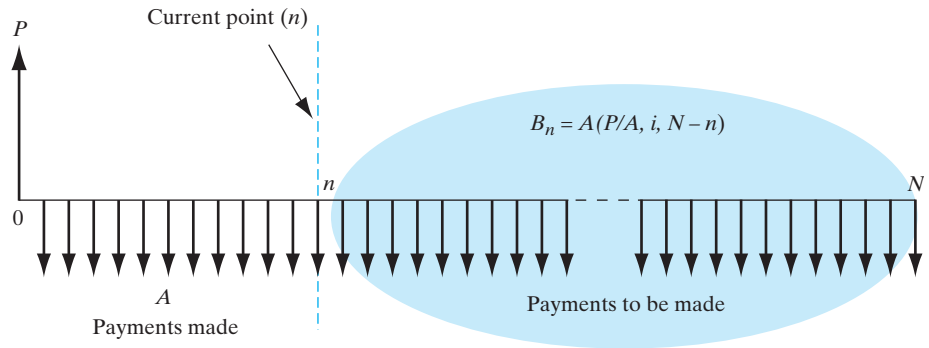 Current point (n)
P
B_n = A(P/A, i, N – n)
n
N
0
A
Payments made
Payments to be made